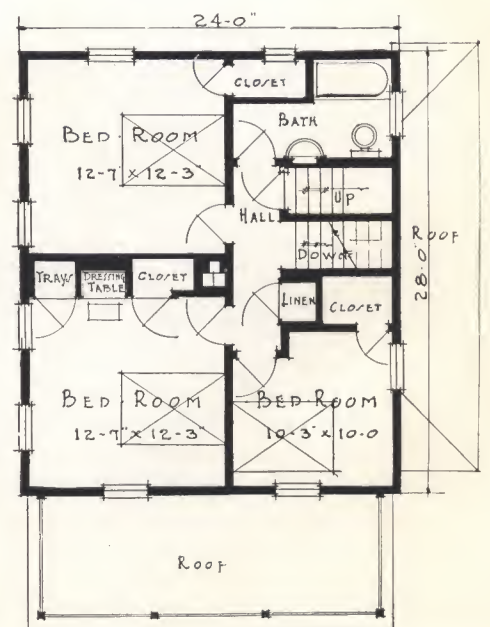 24-0"
CLOSET
BATH
BED ROOM
12-7" x 12-3"
UP
HALL
DOWN
ROOF
28-0"
TRAYS
DRESSING
TABLE
CLOSET
LINEN
CLOSET
BED ROOM
12-7" x 12-3"
BED ROOM
10-3" x 10-0
ROOF